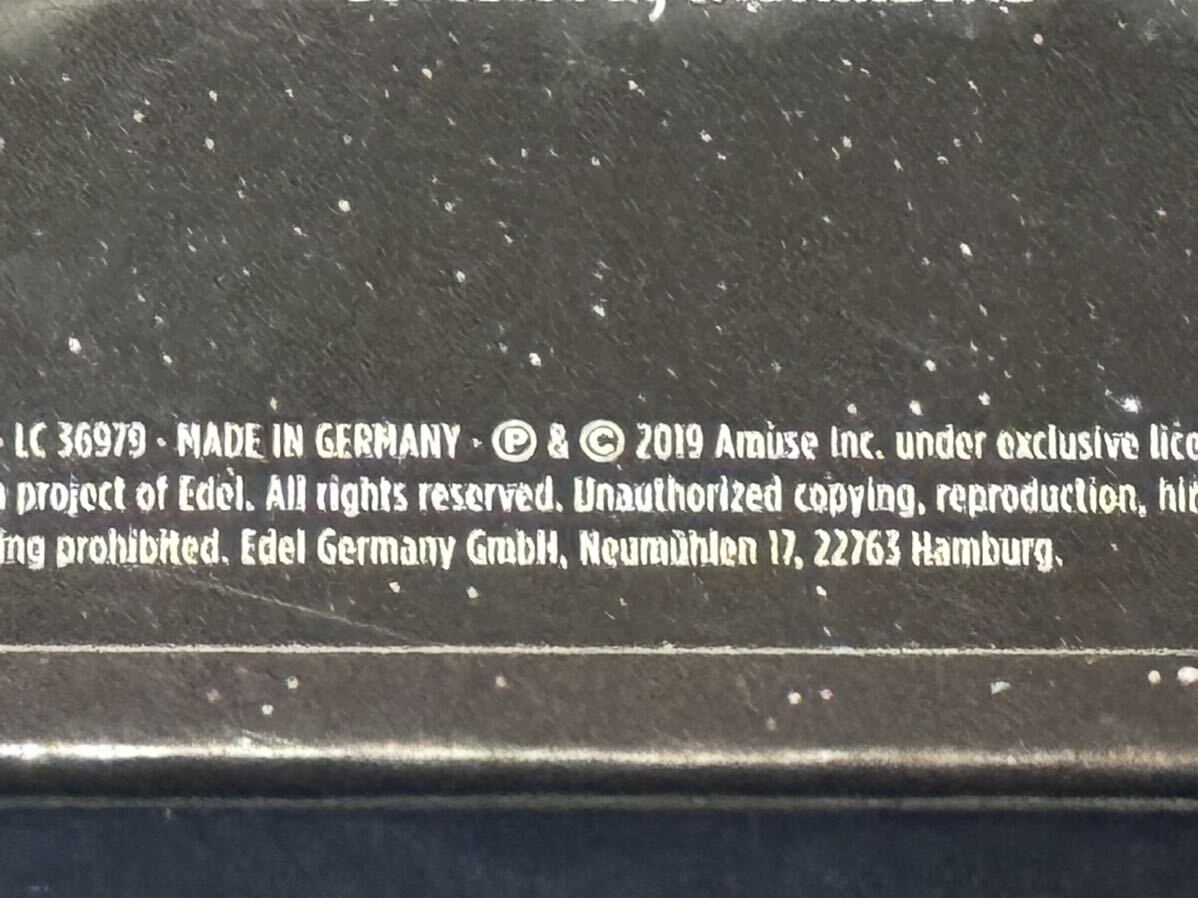 · LC 36979 · MADE IN GERMANY · Ⓟ & © 2019 Amuse Inc. under exclusive
project of Edel. All rights reserved. Unauthorized copying, reproduction,
prohibited. Edel Germany GmbH, Neumühlen 17, 22763 Hamburg.